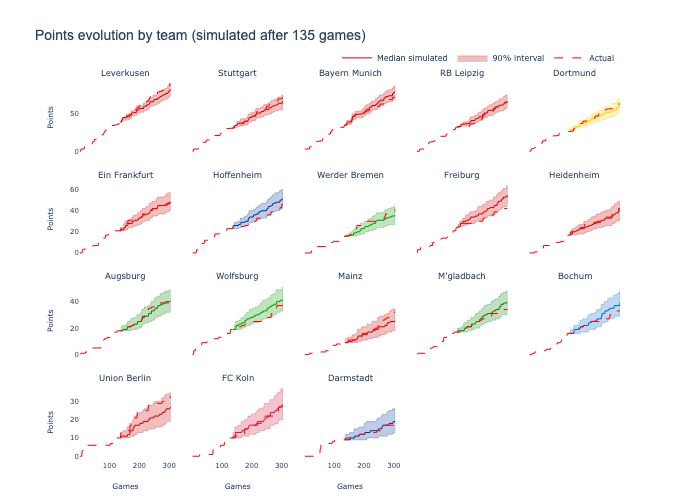 Points evolution by team (simulated after 135 games)
Median simulated 90% interval Actual
Leverkusen Stuttgart Bayern Munich RB Leipzig Dortmund
Points
50
0
Ein Frankfurt Hoffenheim Werder Bremen Freiburg Heidenheim
Points
60
40
20
0
Augsburg Wolfsburg Mainz M'gladbach Bochum
Points
40
20
0
Union Berlin FC Koln Darmstadt
Points
30
20
10
0
100 200 300 100 200 300 100 200 300
Games Games Games